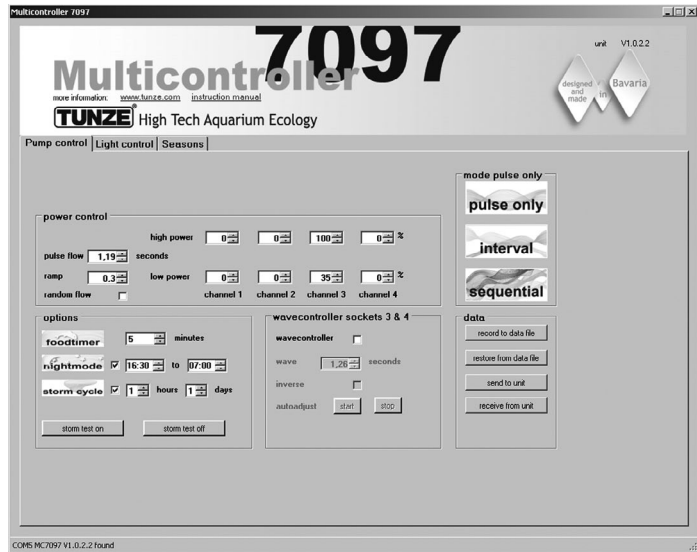 Multicontroller 7097
7097
Multicontroller
unit V1.0.2.2
designed and made in Bavaria
more information: www.tunze.com instruction manual
TUNZE® High Tech Aquarium Ecology
Pump control Light control Seasons
mode pulse only
pulse only
interval
sequential
power control
high power 0 0 100 0 %
pulse flow 1,19 seconds
ramp 0.3 low power 0 0 35 0 %
random flow channel 1 channel 2 channel 3 channel 4
options
foodtimer 5 minutes
nightmode 16:30 to 07:00
storm cycle 1 hours 1 days
storm test on storm test off
wavecontroller sockets 3 & 4
wavecontroller
wave 1,26 seconds
inverse
autoadjust start stop
data
record to data file
restore from data file
send to unit
receive from unit
COM5 MC7097 V1.0.2.2 found